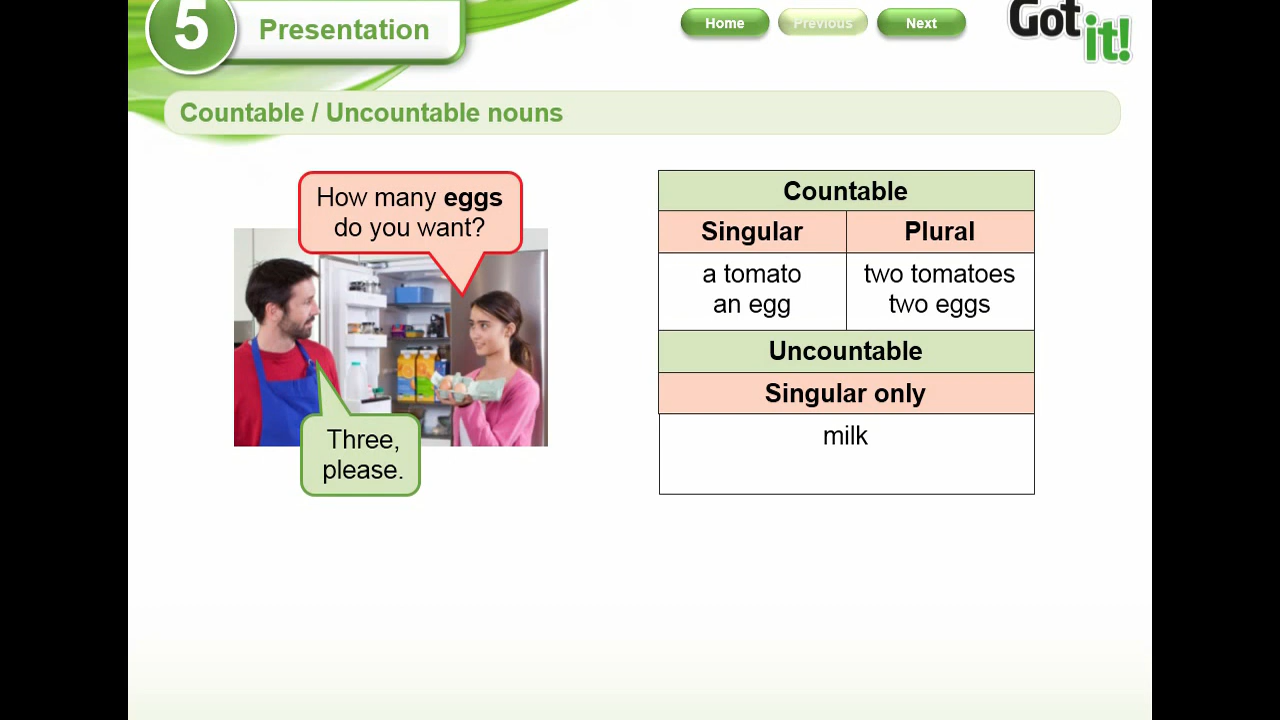 5
Presentation
Home
Previous
Next
Got
it!
Countable / Uncountable nouns
How many eggs
do you want?
Three,
please.
Countable
Singular
Plural
a tomato
an egg
two tomatoes
two eggs
Uncountable
Singular only
milk